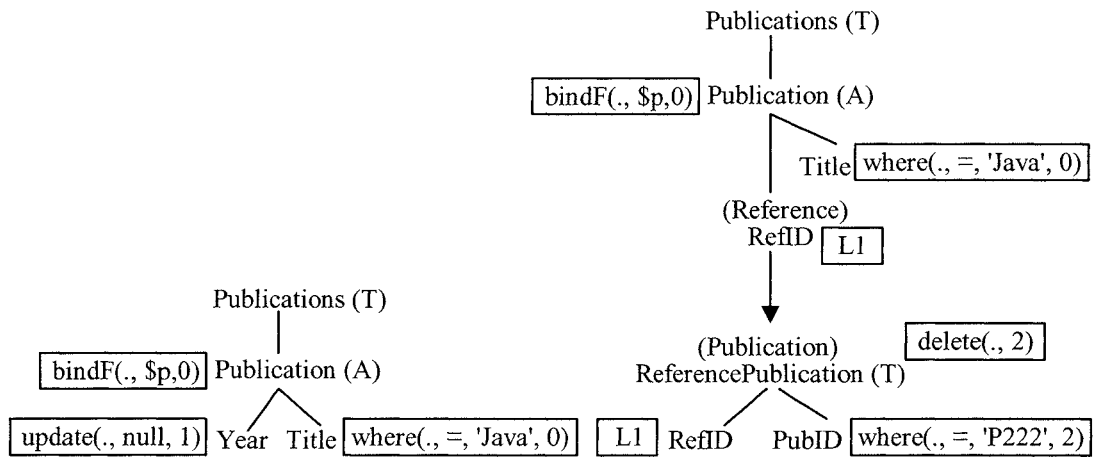 Publications (T)
bindF(., $p,0) Publication (A)
Title where(., =, 'Java', 0)
(Reference)
RefID L1
(Publication) delete(., 2)
ReferencePublication (T)
L1 RefID PubID where(., =, 'P222', 2)
Publications (T)
bindF(., $p,0) Publication (A)
update(., null, 1) Year Title where(., =, 'Java', 0)